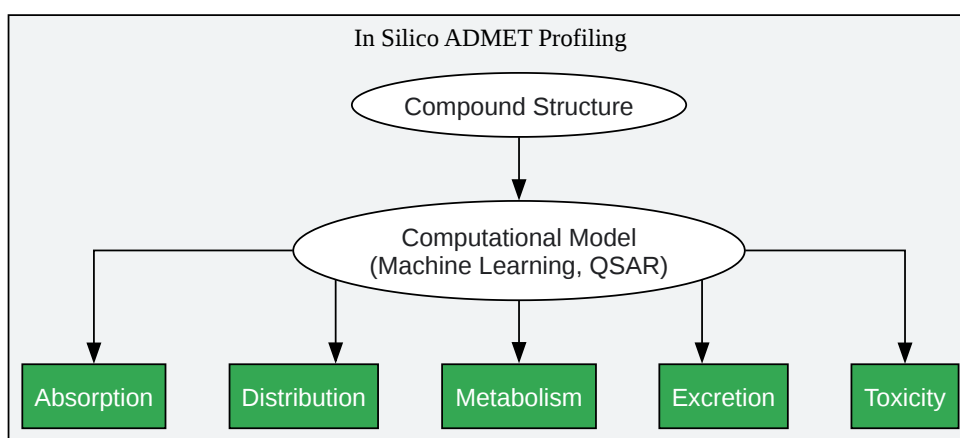 In Silico ADMET Profiling
Compound Structure
Computational Model
(Machine Learning, QSAR)
Absorption
Distribution
Metabolism
Excretion
Toxicity